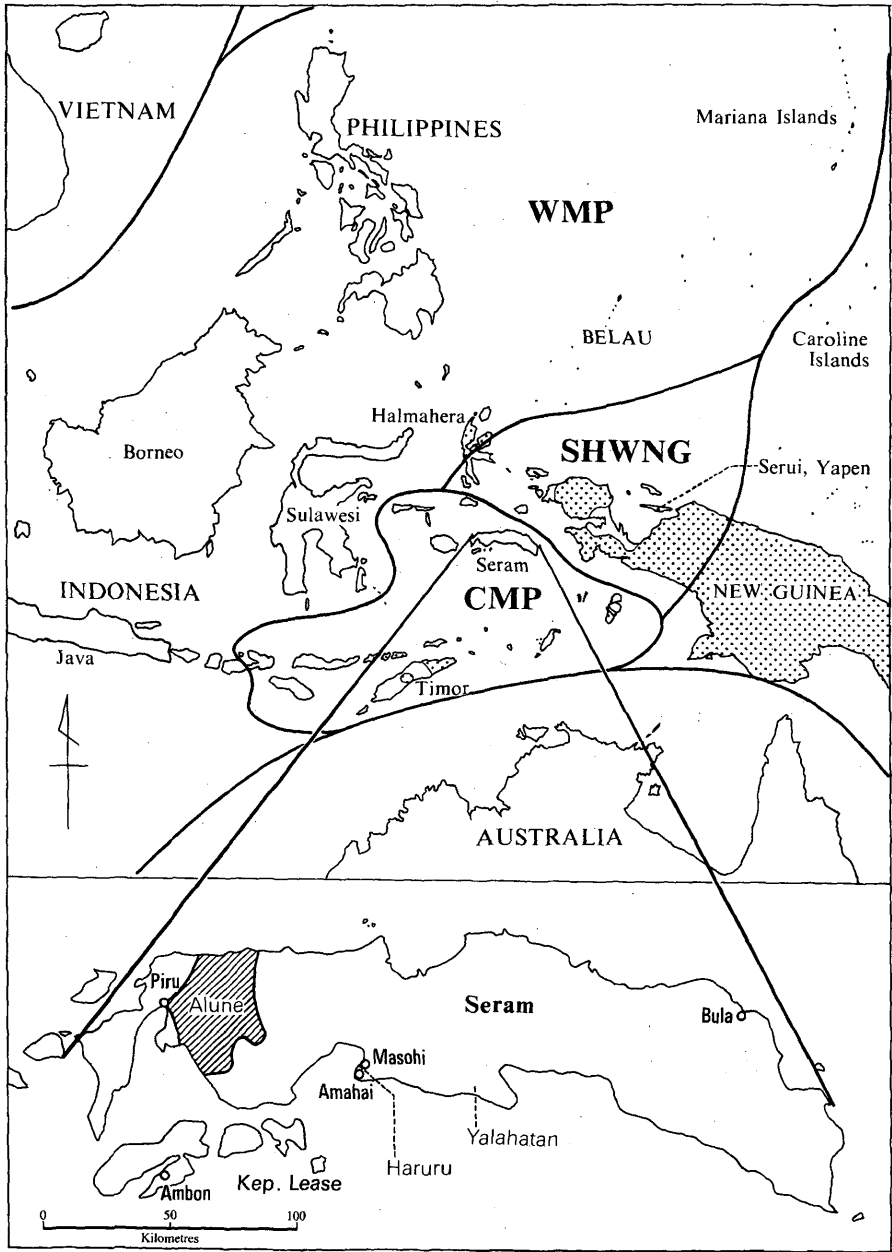 VIETNAM
PHILIPPINES
Mariana Islands
WMP
BELAU
Caroline
Islands
Halmahera
Borneo
SHWNG
Serui, Yapen
Sulawesi
Seram
INDONESIA
CMP
NEW GUINEA
Java
Timor
AUSTRALIA
Piru
Alune
Seram
Bula
Masohi
Amahai
Yalahatan
Haruru
Kep. Lease
Ambon
0 50 100
Kilometres